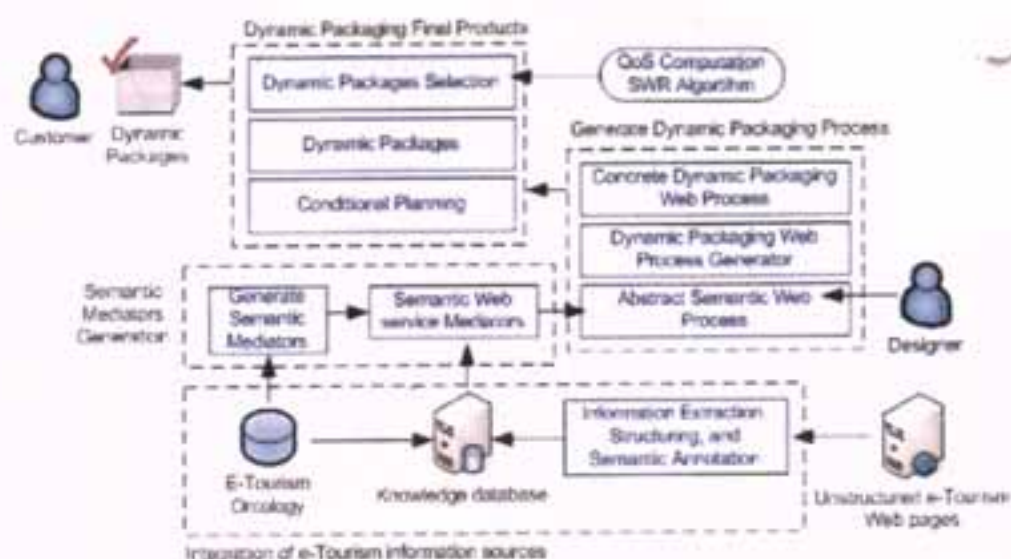 Dynamic Packaging Final Products
Customer
Dynamic
Packages
Dynamic Packages Selection
Dynamic Packages
Conditional Planning
QoS Computation
SWR Algorithm
Generate Dynamic Packaging Process
Concrete Dynamic Packaging
Web Process
Dynamic Packaging Web
Process Generator
Abstract Semantic Web
Process
Designer
Semantic
Mediators
Generator
Generate
Semantic
Mediators
Semantic Web
service Mediators
E-Tourism
Knowledge database
Information Extraction
Structuring, and
Semantic Annotation
Unstructured e-Tourism
Web pages
Integration of e-Tourism information sources